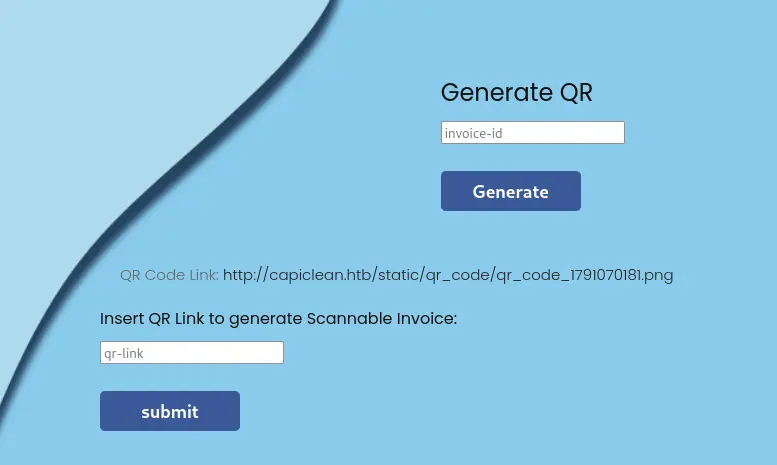 Generate QR
invoice-id
Generate
QR Code Link: http://capiclean.htb/static/qr_code/qr_code_1791070181.png
Insert QR Link to generate Scannable Invoice:
qr-link
submit